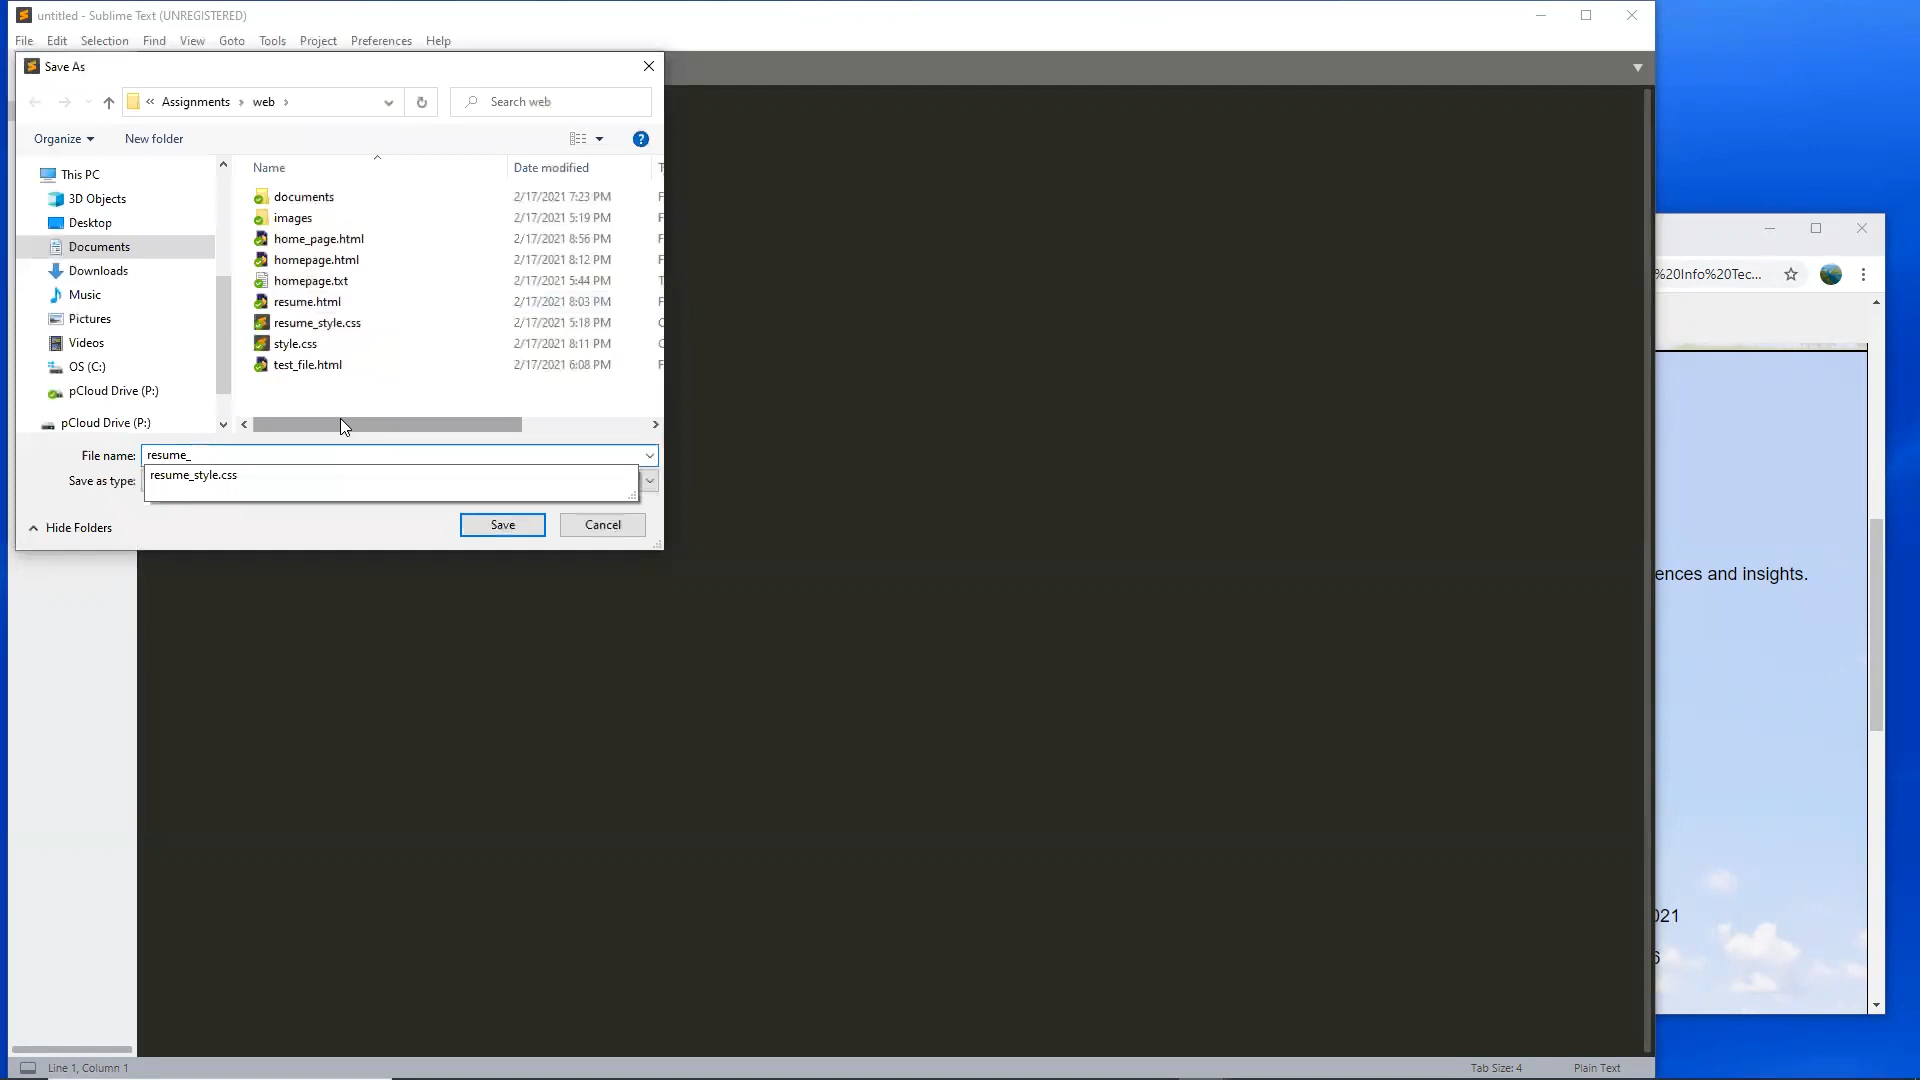 untitled - Sublime Text (UNREGISTERED)
File Edit Selection Find View Goto Tools Project Preferences Help
Save As
« Assignments › web ›
Search web
Organize
New folder
Name
Date modified
This PC
3D Objects
Desktop
Documents
Downloads
Music
Pictures
Videos
OS (C:)
pCloud Drive (P:)
pCloud Drive (P:)
documents 2/17/2021 7:23 PM F
images 2/17/2021 5:19 PM F
home_page.html 2/17/2021 8:56 PM F
homepage.html 2/17/2021 8:12 PM F
homepage.txt 2/17/2021 5:44 PM T
resume.html 2/17/2021 8:03 PM F
resume_style.css 2/17/2021 5:18 PM C
style.css 2/17/2021 8:11 PM C
test_file.html 2/17/2021 6:08 PM F
File name: resume_
resume_style.css
Save as type:
Hide Folders
Save
Cancel
%20Info%20Tec...
ences and insights.
021
6
Line 1, Column 1
Tab Size: 4
Plain Text